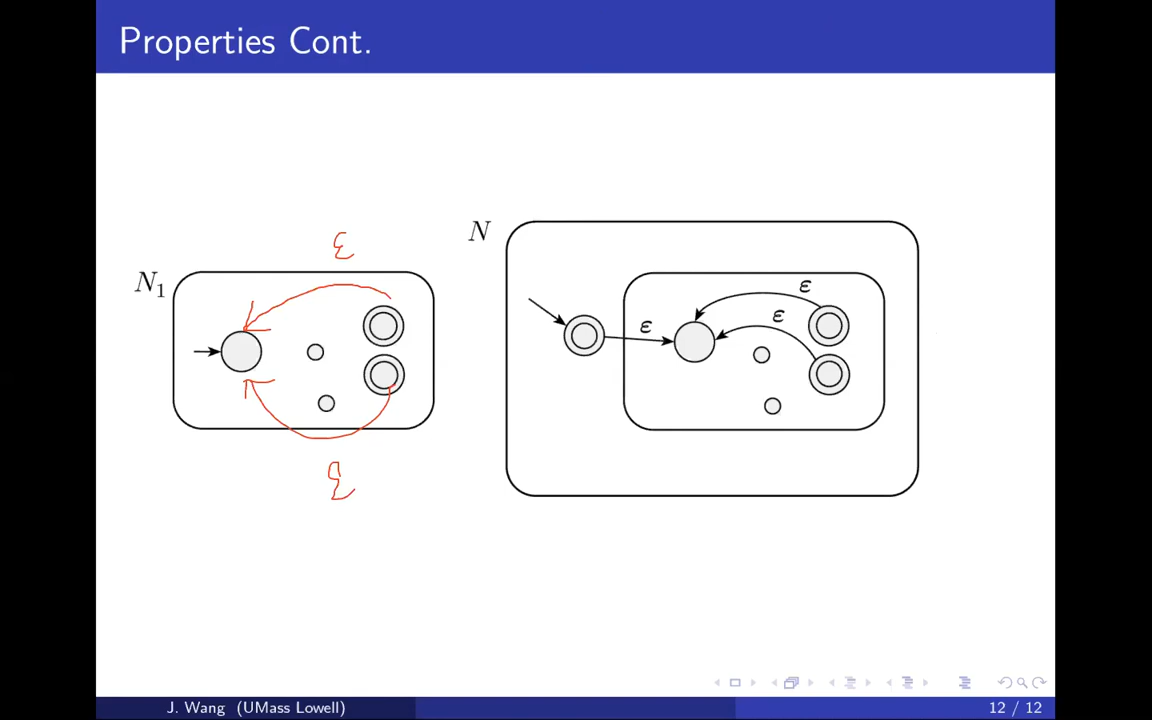 Properties Cont.
N
ε
N₁
ε
ε
ε
ε
J. Wang (UMass Lowell)
12 / 12